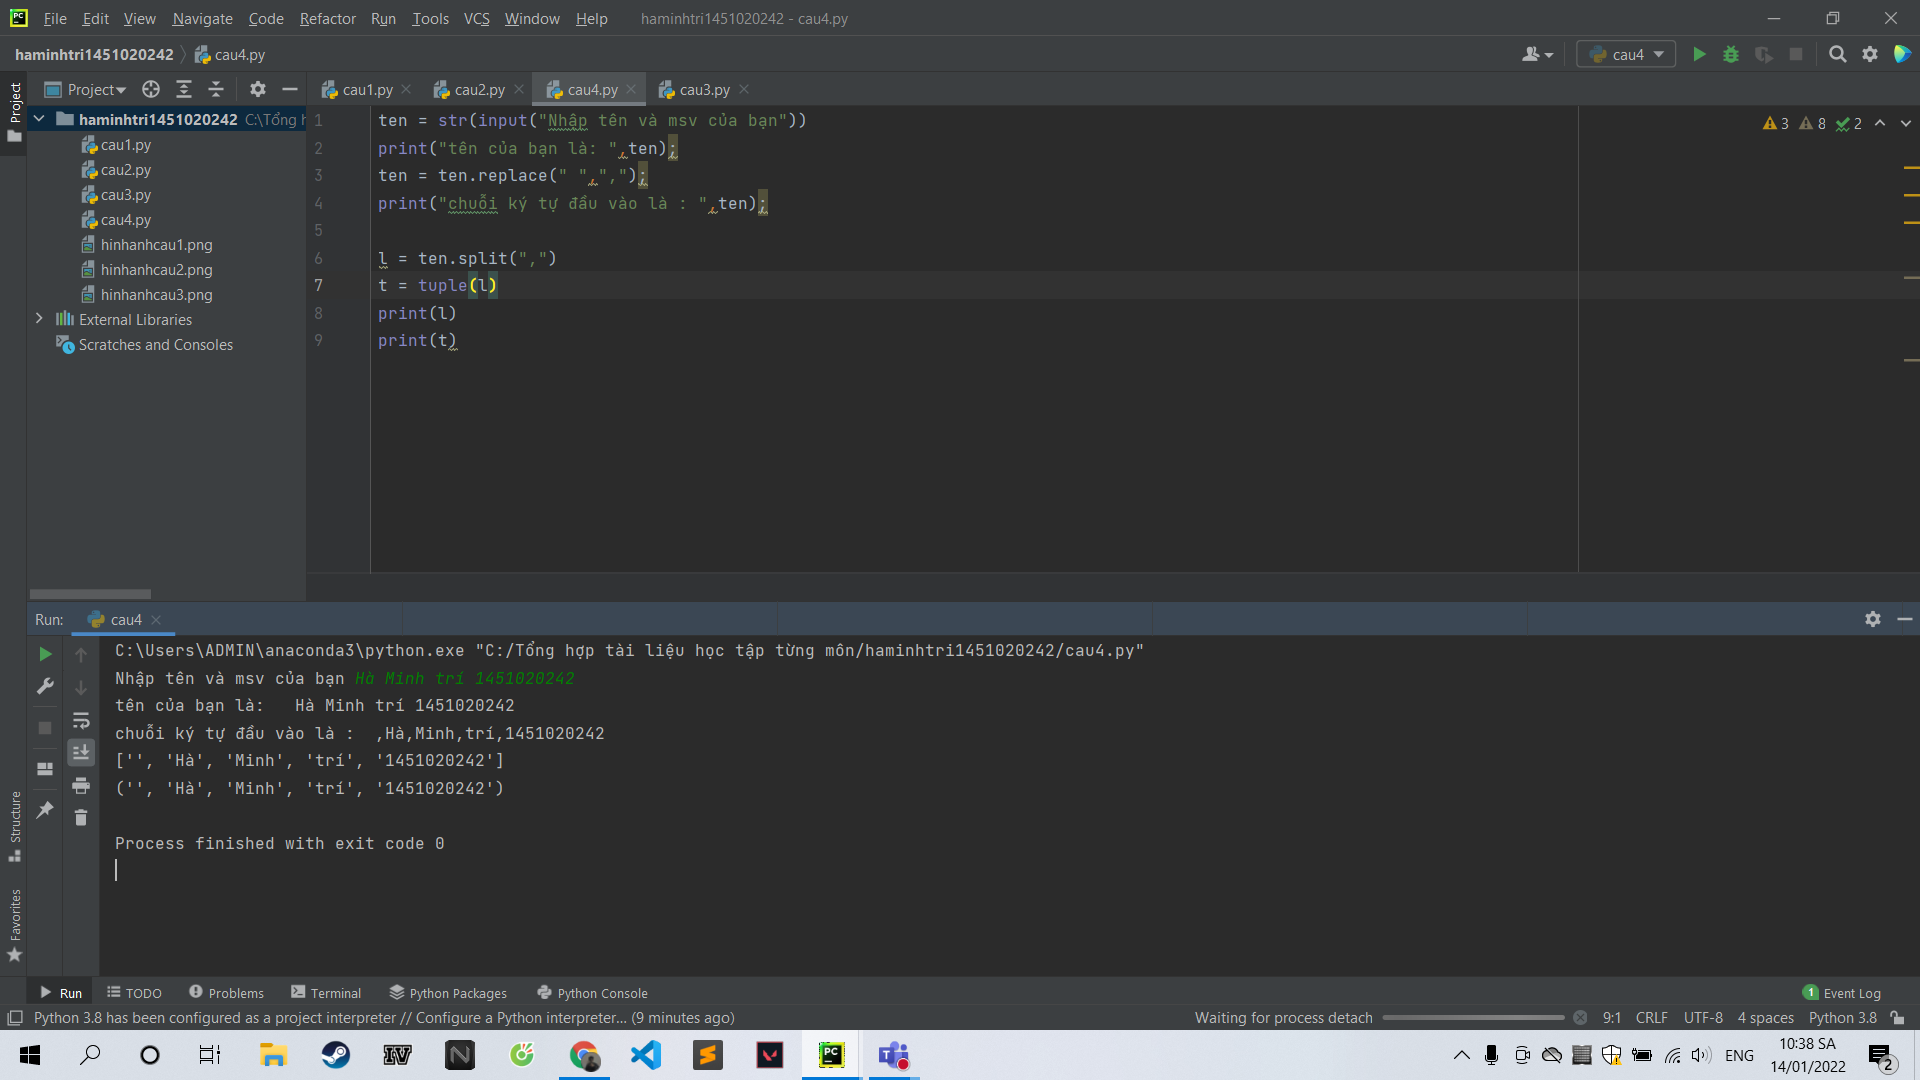 File Edit View Navigate Code Refactor Run Tools VCS Window Help haminhtri1451020242 - cau4.py
haminhtri1451020242 cau4.py
cau4
Project
Project
cau1.py
cau2.py
cau4.py
cau3.py
haminhtri1451020242 C:\Tổng h
cau1.py
cau2.py
cau3.py
cau4.py
hinhanhcau1.png
hinhanhcau2.png
hinhanhcau3.png
External Libraries
Scratches and Consoles
1 ten = str(input("Nhập tên và msv của bạn"))
2 print("tên của bạn là: ",ten);
3 ten = ten.replace(" ",",");
4 print("chuỗi ký tự đầu vào là : ",ten);
5
6 l = ten.split(",")
7 t = tuple(l)
8 print(l)
9 print(t)
3 8 2
Run: cau4
C:\Users\ADMIN\anaconda3\python.exe "C:/Tổng hợp tài liệu học tập từng môn/haminhtri1451020242/cau4.py"
Nhập tên và msv của bạn Hà Minh trí 1451020242
tên của bạn là:   Hà Minh trí 1451020242
chuỗi ký tự đầu vào là :  ,Hà,Minh,trí,1451020242
['', 'Hà', 'Minh', 'trí', '1451020242']
('', 'Hà', 'Minh', 'trí', '1451020242')
Process finished with exit code 0
Structure
Favorites
Run TODO Problems Terminal Python Packages Python Console 1 Event Log
Python 3.8 has been configured as a project interpreter // Configure a Python interpreter... (9 minutes ago) Waiting for process detach 9:1 CRLF UTF-8 4 spaces Python 3.8
ENG
10:38 SA
14/01/2022
2